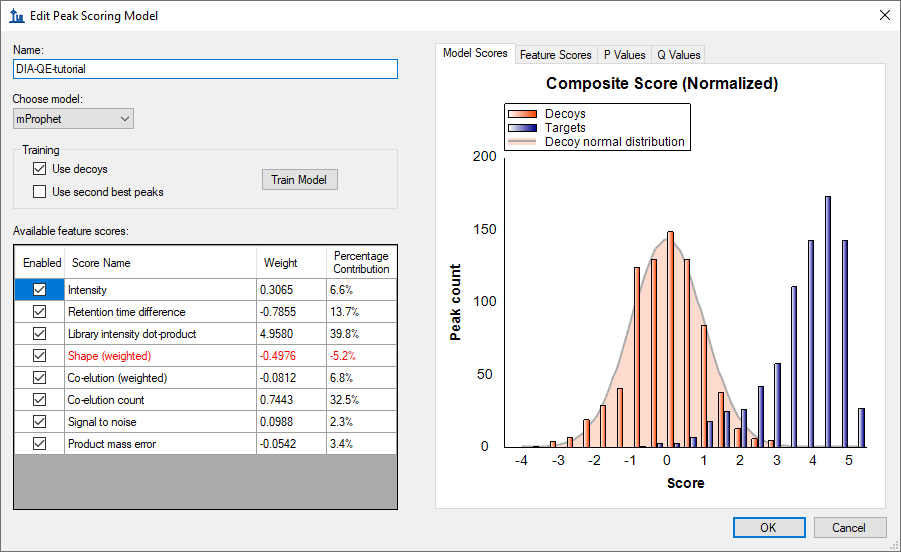 Edit Peak Scoring Model
Name:
DIA-QE-tutorial
Choose model:
mProphet
Training
Use decoys
Use second best peaks
Train Model
Available feature scores:
Enabled Score Name Weight Percentage Contribution
Intensity 0.3065 6.6%
Retention time difference -0.7855 13.7%
Library intensity dot-product 4.9580 39.8%
Shape (weighted) -0.4976 -5.2%
Co-elution (weighted) -0.0812 6.8%
Co-elution count 0.7443 32.5%
Signal to noise 0.0988 2.3%
Product mass error -0.0542 3.4%
Model Scores Feature Scores P Values Q Values
Composite Score (Normalized)
Decoys
Targets
Decoy normal distribution
200
150
100
50
0
Peak count
-4 -3 -2 -1 0 1 2 3 4 5
Score
OK Cancel